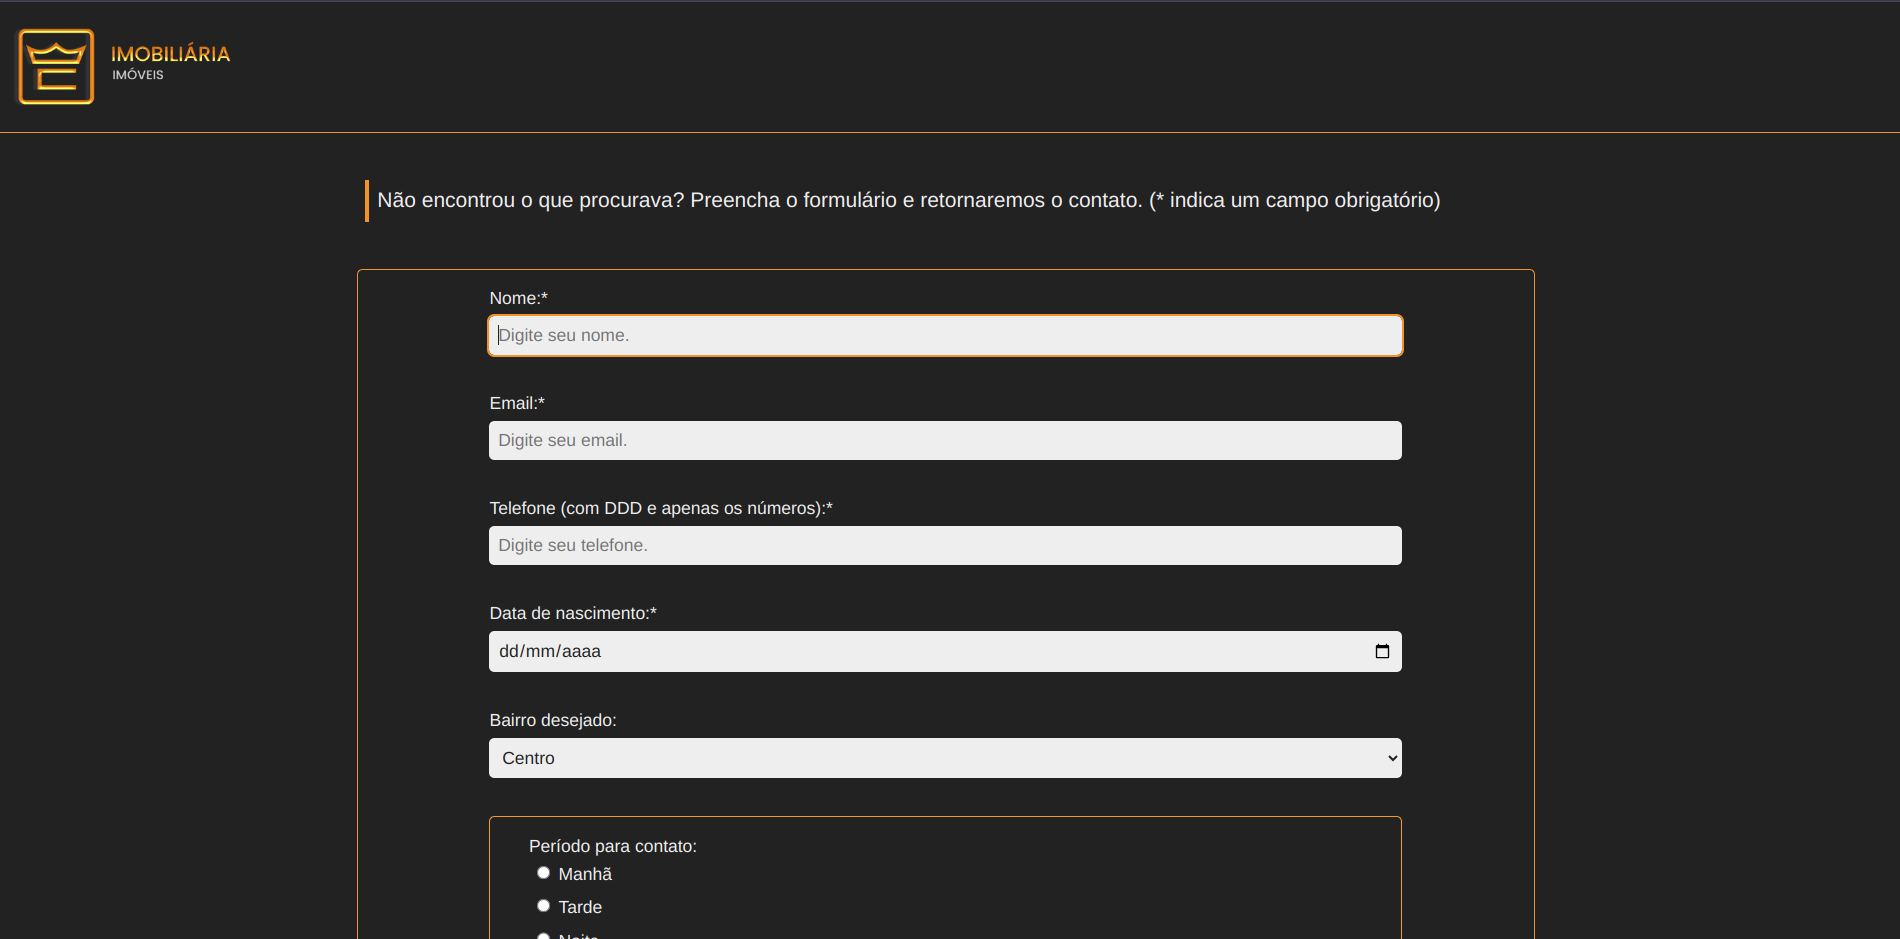 IMOBILIÁRIA
IMÓVEIS
Não encontrou o que procurava? Preencha o formulário e retornaremos o contato. (* indica um campo obrigatório)
Nome:*
Digite seu nome.
Email:*
Digite seu email.
Telefone (com DDD e apenas os números):*
Digite seu telefone.
Data de nascimento:*
dd/mm/aaaa
Bairro desejado:
Centro
Período para contato:
Manhã
Tarde